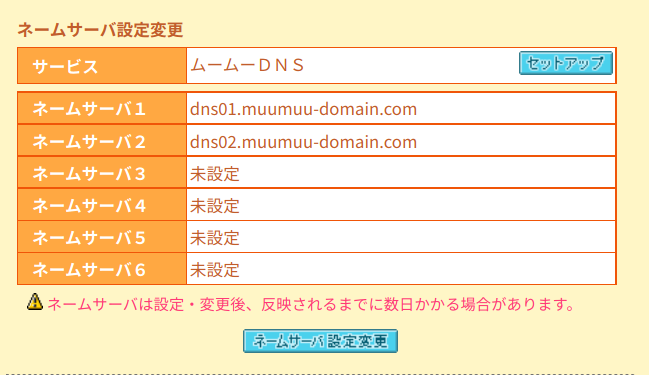 ネームサーバ設定変更
サービス ムームーＤＮＳ セットアップ
ネームサーバ１ dns01.muumuu-domain.com
ネームサーバ２ dns02.muumuu-domain.com
ネームサーバ３ 未設定
ネームサーバ４ 未設定
ネームサーバ５ 未設定
ネームサーバ６ 未設定
ネームサーバは設定・変更後、反映されるまでに数日かかる場合があります。
ネームサーバ設定変更